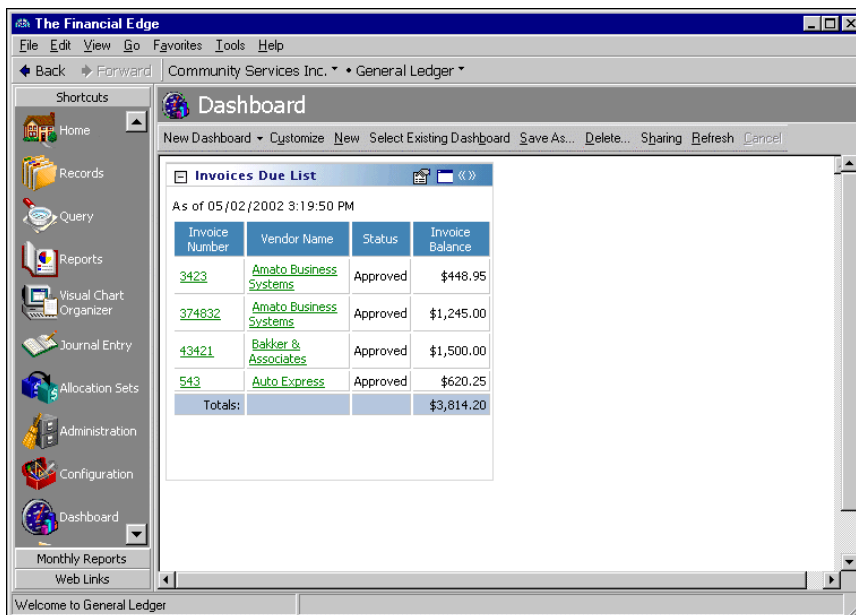 The Financial Edge
File Edit View Go Favorites Tools Help
Back Forward Community Services Inc. • General Ledger
Shortcuts
Home
Records
Query
Reports
Visual Chart
Organizer
Journal Entry
Allocation Sets
Administration
Configuration
Dashboard
Monthly Reports
Web Links
Dashboard
New Dashboard Customize New Select Existing Dashboard Save As... Delete... Sharing Refresh Cancel
Invoices Due List
As of 05/02/2002 3:19:50 PM
Invoice Number Vendor Name Status Invoice Balance
3423 Amato Business Systems Approved $448.95
374832 Amato Business Systems Approved $1,245.00
43421 Bakker & Associates Approved $1,500.00
543 Auto Express Approved $620.25
Totals: $3,814.20
Welcome to General Ledger